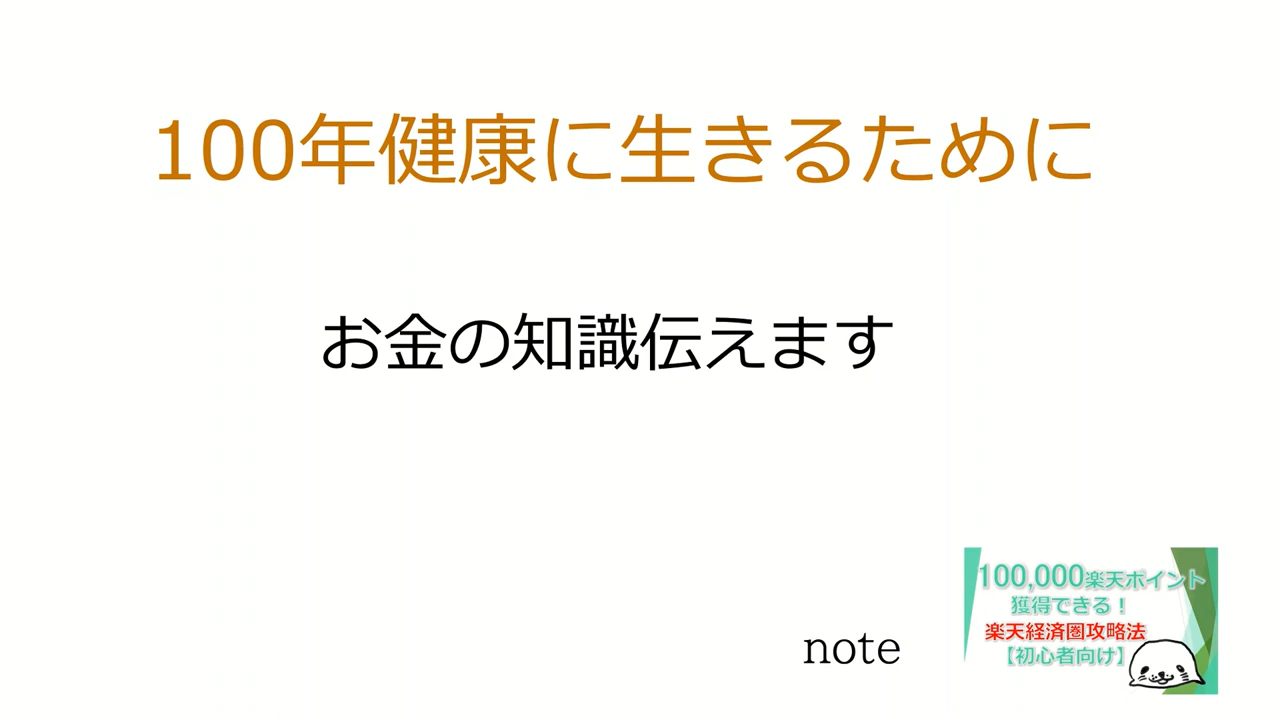 100年健康に生きるために
お金の知識伝えます
note
100,000楽天ポイント
獲得できる！
楽天経済圏攻略法
【初心者向け】